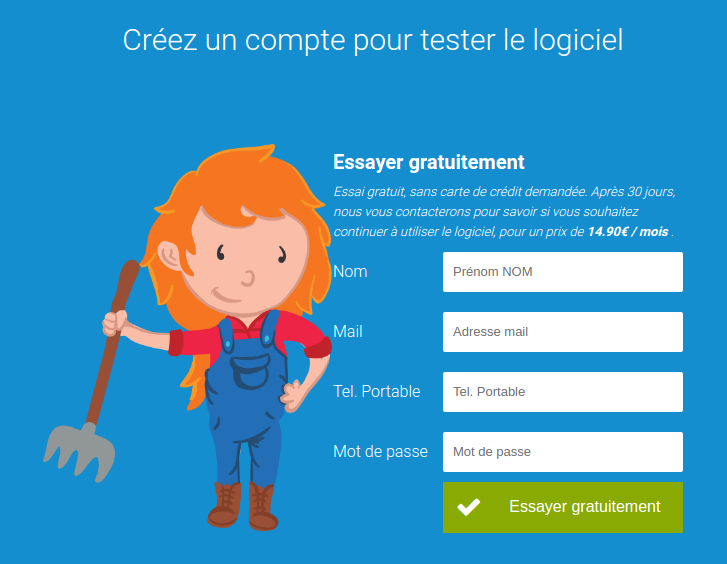 Créez un compte pour tester le logiciel
Essayer gratuitement
Essai gratuit, sans carte de crédit demandée. Après 30 jours,
nous vous contacterons pour savoir si vous souhaitez
continuer à utiliser le logiciel, pour un prix de 14.90€ / mois .
Nom
Prénom NOM
Mail
Adresse mail
Tel. Portable
Tel. Portable
Mot de passe
Mot de passe
Essayer gratuitement